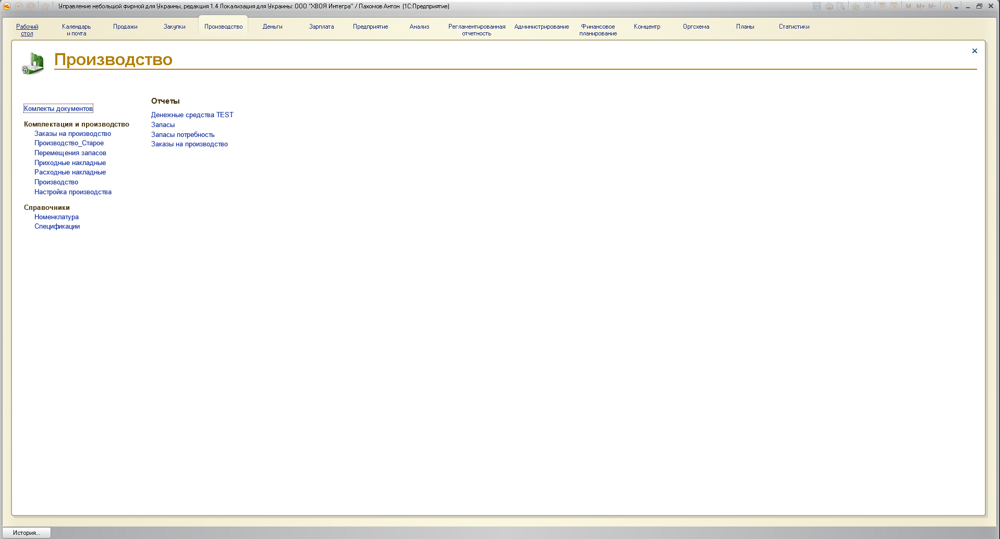 Управление небольшой фирмой для Украины, редакция 1.4 Локализация для Украины: ООО "ХВОЯ Интегра" / Пахомов Антон (1С:Предприятие)
M M+ M-
Рабочий стол
Календарь и почта
Продажи
Закупки
Производство
Деньги
Зарплата
Предприятие
Анализ
Регламентированная отчетность
Администрирование
Финансовое планирование
Комцентр
Оргсхема
Планы
Статистики
Производство
Комлекты документов
Комплектация и производство
Заказы на производство
Производство_Старое
Перемещения запасов
Приходные накладные
Расходные накладные
Производство
Настройка производства
Справочники
Номенклатура
Спецификации
Отчеты
Денежные средства TEST
Запасы
Запасы потребность
Заказы на производство
История...